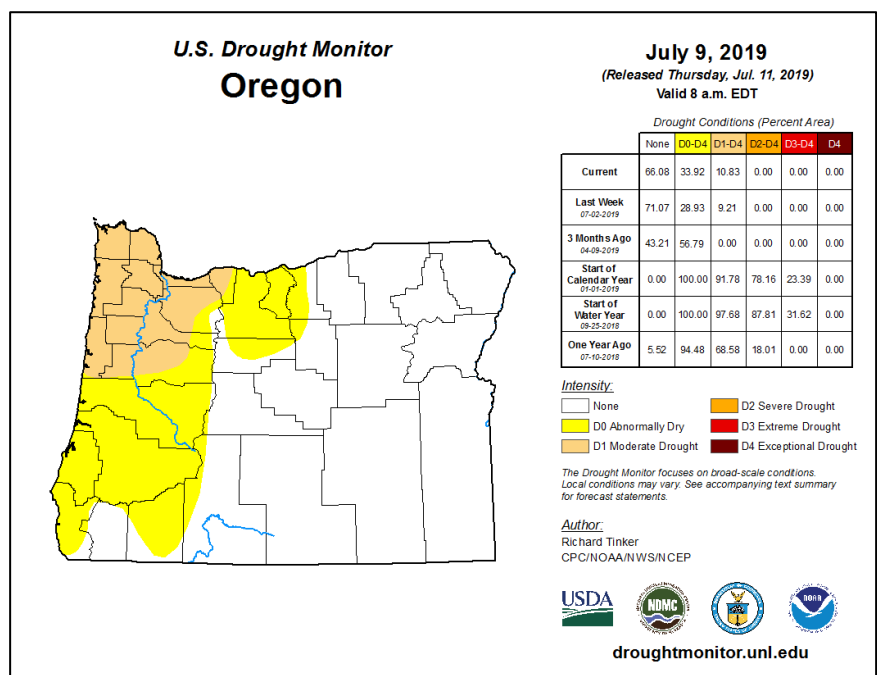 U.S. Drought Monitor
Oregon
July 9, 2019
(Released Thursday, Jul. 11, 2019)
Valid 8 a.m. EDT
Drought Conditions (Percent Area)
None D0-D4 D1-D4 D2-D4 D3-D4 D4
Current 66.08 33.92 10.83 0.00 0.00 0.00
Last Week 71.07 28.93 9.21 0.00 0.00 0.00
07-02-2019
3 Months Ago 43.21 56.79 0.00 0.00 0.00 0.00
04-09-2019
Start of
Calendar Year 0.00 100.00 91.78 78.16 23.39 0.00
01-01-2019
Start of
Water Year 0.00 100.00 97.68 87.81 31.62 0.00
09-25-2018
One Year Ago 5.52 94.48 68.58 18.01 0.00 0.00
07-10-2018
Intensity:
None
D0 Abnormally Dry
D1 Moderate Drought
D2 Severe Drought
D3 Extreme Drought
D4 Exceptional Drought
The Drought Monitor focuses on broad-scale conditions.
Local conditions may vary. See accompanying text summary
for forecast statements.
Author:
Richard Tinker
CPC/NOAA/NWS/NCEP
USDA
NDMC
NOAA
droughtmonitor.unl.edu